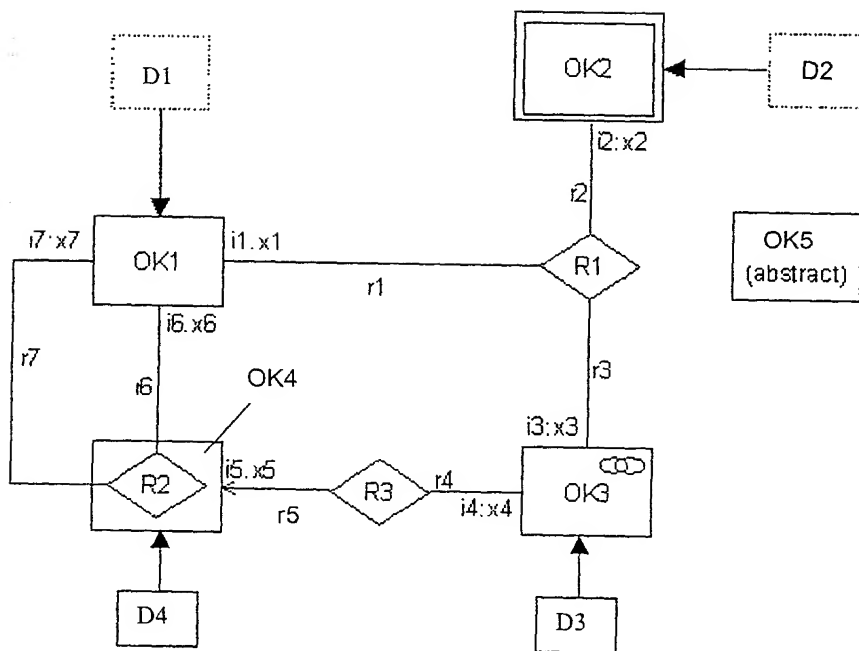 D1
OK2
D2
i2:x2
r2
i7:x7
OK1
i1.x1
R1
OK5
(abstract)
r1
i6.x6
r7
r6
r3
OK4
i3:x3
i5.x5
R2
R3
r4
OK3
r5
i4:x4
D4
D3